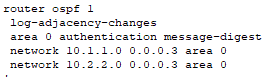 router ospf 1
log-adjacency-changes
area 0 authentication message-digest
network 10.1.1.0 0.0.0.3 area 0
network 10.2.2.0 0.0.0.3 area 0
!